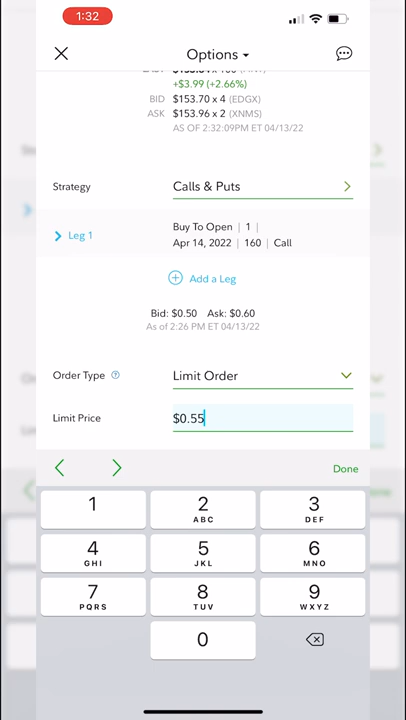 1:32
Options
+$3.99 (+2.66%)
BID $153.70 x 4 (EDGX)
ASK $153.96 x 2 (XNMS)
AS OF 2:32:09PM ET 04/13/22
Strategy Calls & Puts
Leg 1 Buy To Open | 1 |
Apr 14, 2022 | 160 | Call
Add a Leg
Bid: $0.50 Ask: $0.60
As of 2:26 PM ET 04/13/22
Order Type ? Limit Order
Limit Price $0.55
Done
1 2 3
ABC DEF
4 5 6
GHI JKL MNO
7 8 9
PQRS TUV WXYZ
0